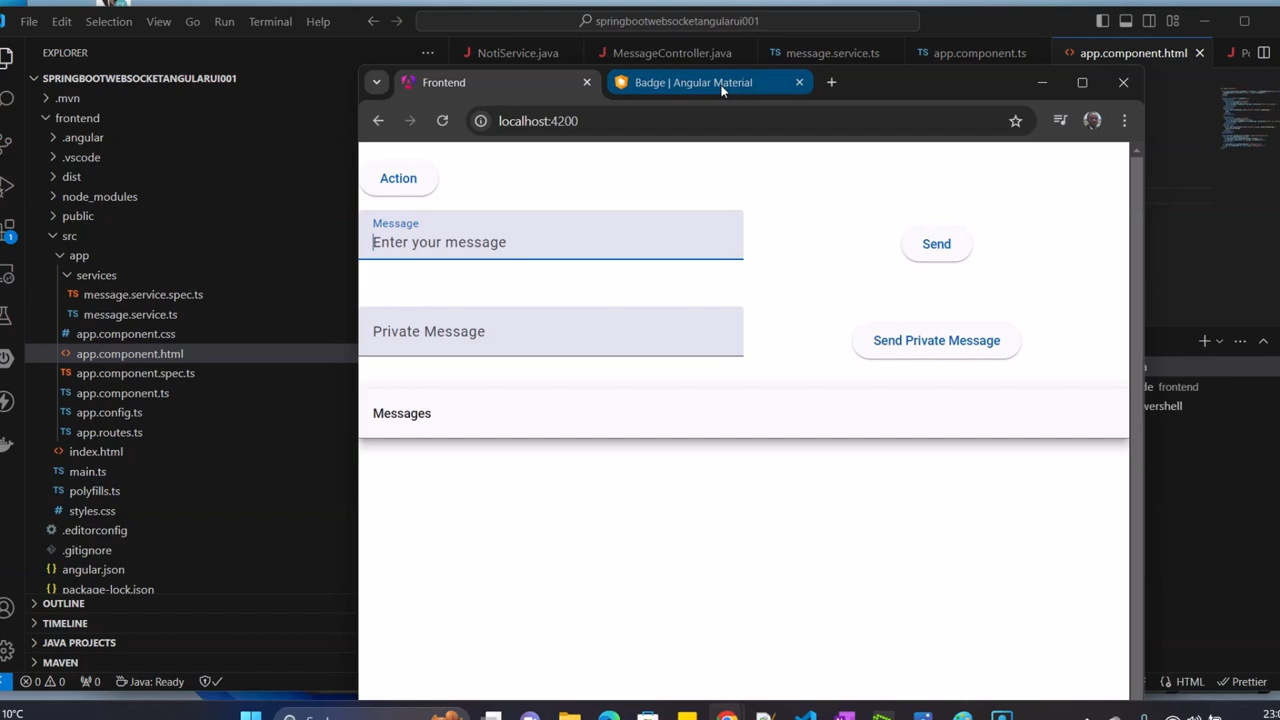 File Edit Selection View Go Run Terminal Help springbootwebsocketangularui001
EXPLORER
NotiService.java MessageController.java message.service.ts app.component.ts app.component.html
SPRINGBOOTWEBSOCKETANGULARUI001
.mvn
frontend
.angular
.vscode
dist
node_modules
public
src
app
services
message.service.spec.ts
message.service.ts
app.component.css
app.component.html
app.component.spec.ts
app.component.ts
app.config.ts
app.routes.ts
index.html
main.ts
polyfills.ts
styles.css
.editorconfig
.gitignore
angular.json
package-lock.json
OUTLINE
TIMELINE
JAVA PROJECTS
MAVEN
Frontend
Badge | Angular Material
localhost:4200
Action
Message
Enter your message
Send
Private Message
Send Private Message
Messages
frontend
1
0 0 0 Java: Ready
HTML Prettier
10°C